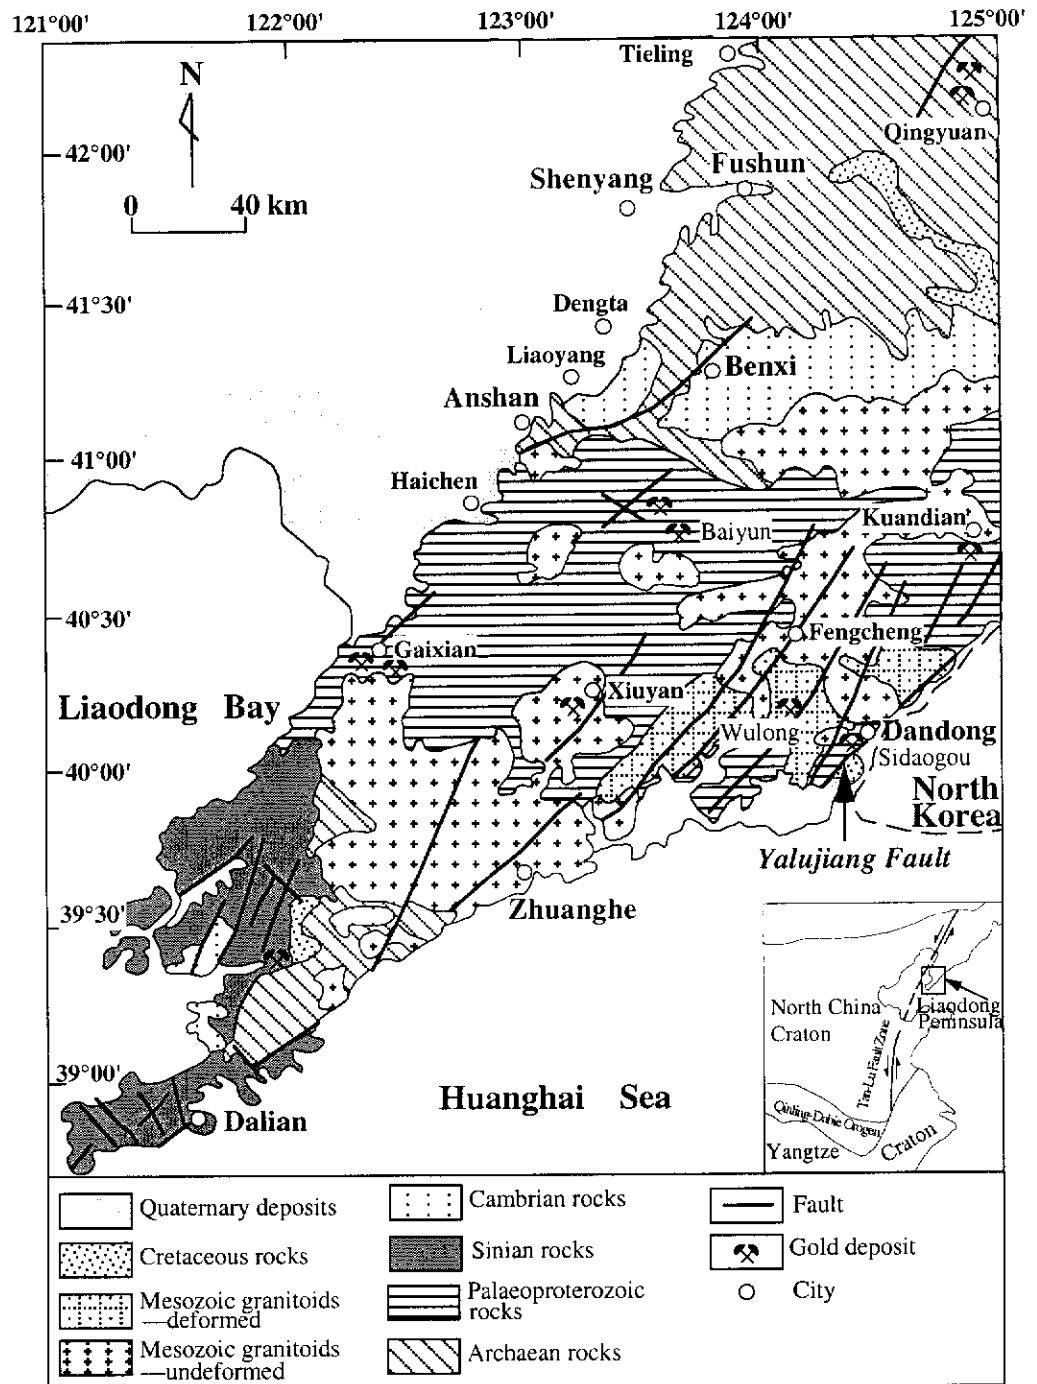 121°00' 122°00' 123°00' 124°00' 125°00'
Tieling
N
Qingyuan
42°00'
Fushun
Shenyang
0 40 km
41°30'
Dengta
Liaoyang
Benxi
Anshan
41°00'
Haichen
Kuandian
Baiyun
40°30'
Fengcheng
Gaixian
Xiuyan
Liaodong Bay
Wulong
Dandong
Sidaogou
40°00'
North
Korea
Yalujiang Fault
39°30'
Zhuanghe
North China
Craton
Liaodong
Peninsula
Tan-Lu Fault Zone
39°00'
Huanghai Sea
Dalian
Qinling-Dabie Orogen
Yangtze Craton
Quaternary deposits
Cretaceous rocks
Mesozoic granitoids
—deformed
Mesozoic granitoids
—undeformed
Cambrian rocks
Sinian rocks
Palaeoproterozoic
rocks
Archaean rocks
Fault
Gold deposit
City